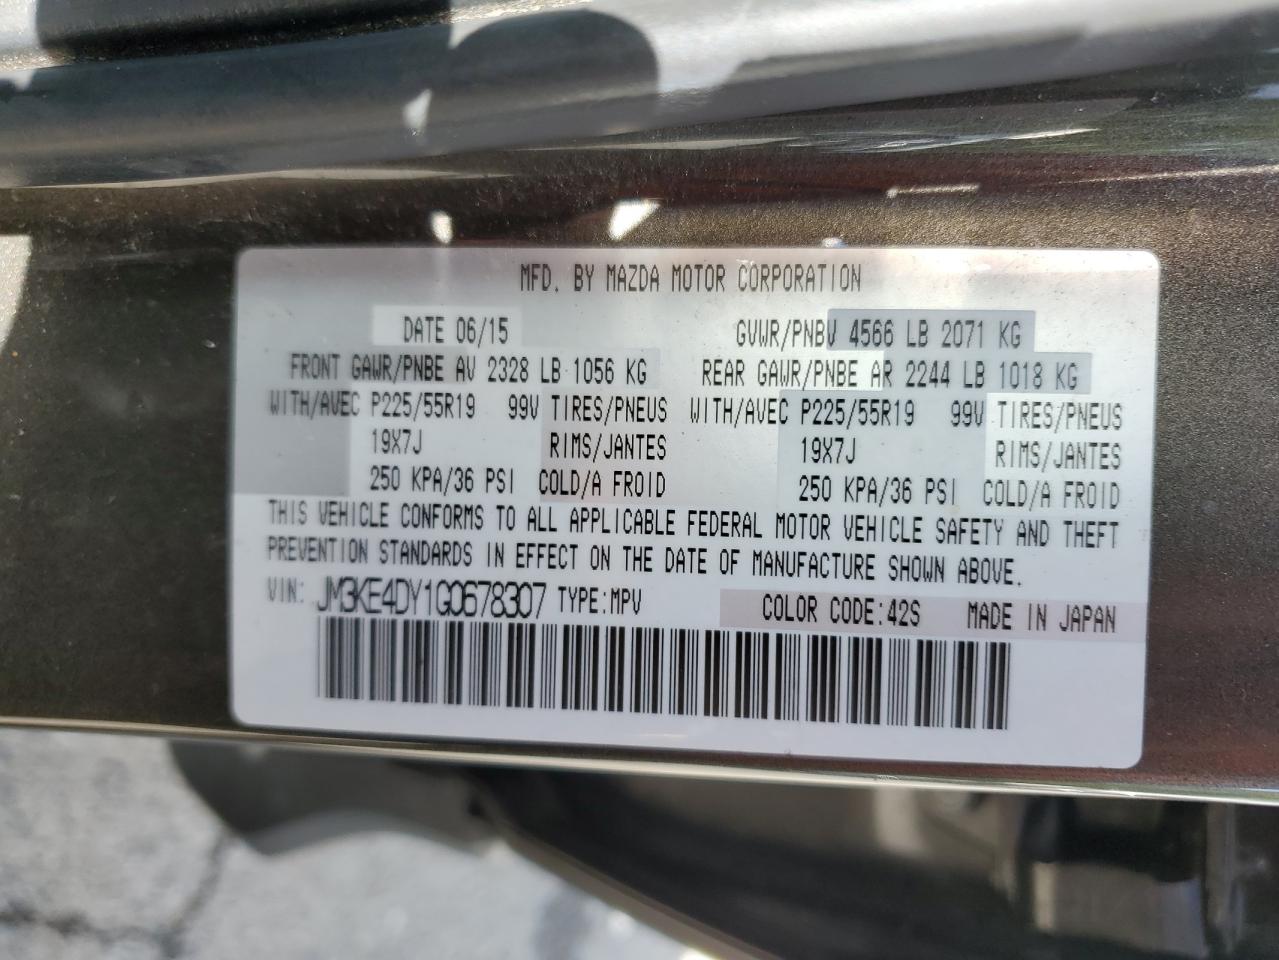 MFD. BY MAZDA MOTOR CORPORATION
DATE 06/15 GVWR/PNBV 4566 LB 2071 KG
FRONT GAWR/PNBE AV 2328 LB 1056 KG REAR GAWR/PNBE AR 2244 LB 1018 KG
WITH/AVEC P225/55R19 99V TIRES/PNEUS WITH/AVEC P225/55R19 99V TIRES/PNEUS
19X7J RIMS/JANTES 19X7J RIMS/JANTES
250 KPA/36 PSI COLD/A FROID 250 KPA/36 PSI COLD/A FROID
THIS VEHICLE CONFORMS TO ALL APPLICABLE FEDERAL MOTOR VEHICLE SAFETY AND THEFT
PREVENTION STANDARDS IN EFFECT ON THE DATE OF MANUFACTURE SHOWN ABOVE.
VIN: JM3KE4DY1G0678307 TYPE:MPV COLOR CODE:42S MADE IN JAPAN